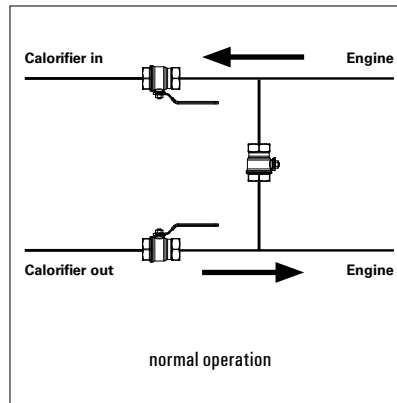 Calorifier in Engine
Calorifier out Engine
normal operation